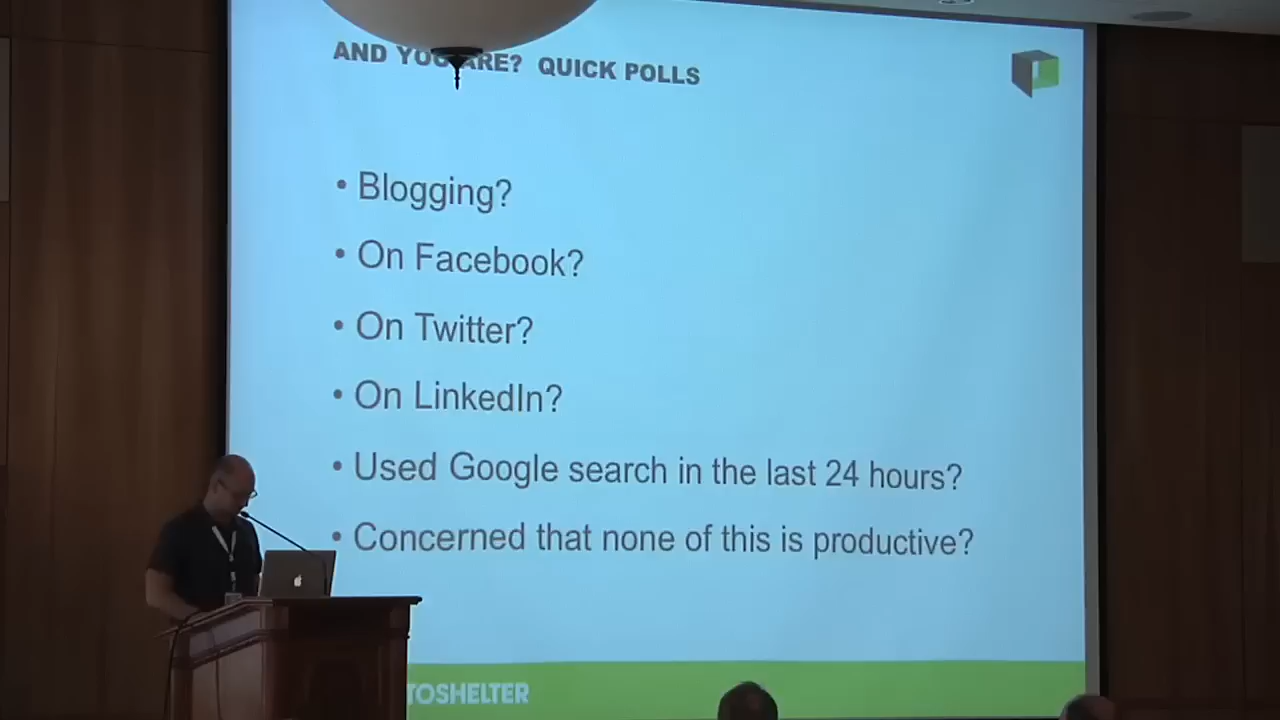 AND YOU ARE? QUICK POLLS
• Blogging?
• On Facebook?
• On Twitter?
• On LinkedIn?
• Used Google search in the last 24 hours?
• Concerned that none of this is productive?
TOSHELTER